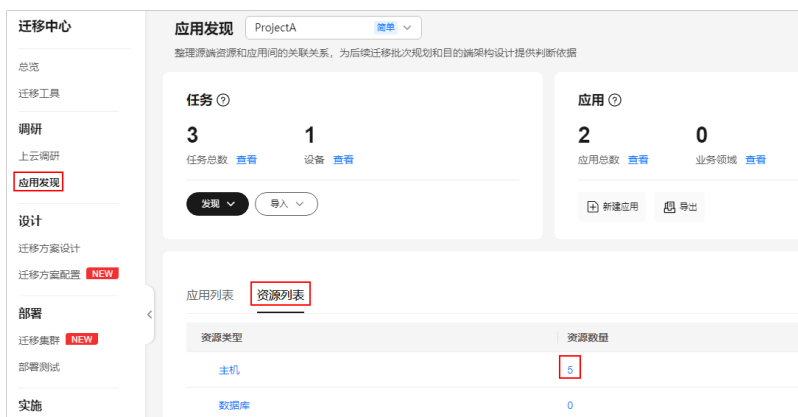 迁移中心
总览
迁移工具
调研
上云调研
应用发现
设计
迁移方案设计
迁移方案配置 NEW
部署
迁移集群 NEW
部署测试
实施
应用发现 ProjectA 简单
整理源端资源和应用间的关联关系，为后续迁移批次规划和目的端架构设计提供判断依据
任务
3 1
任务总数 查看 设备 查看
发现 导入
应用
2 0
应用总数 查看 业务领域 查看
新建应用 导出
应用列表 资源列表
资源类型 资源数量
主机 5
数据库 0